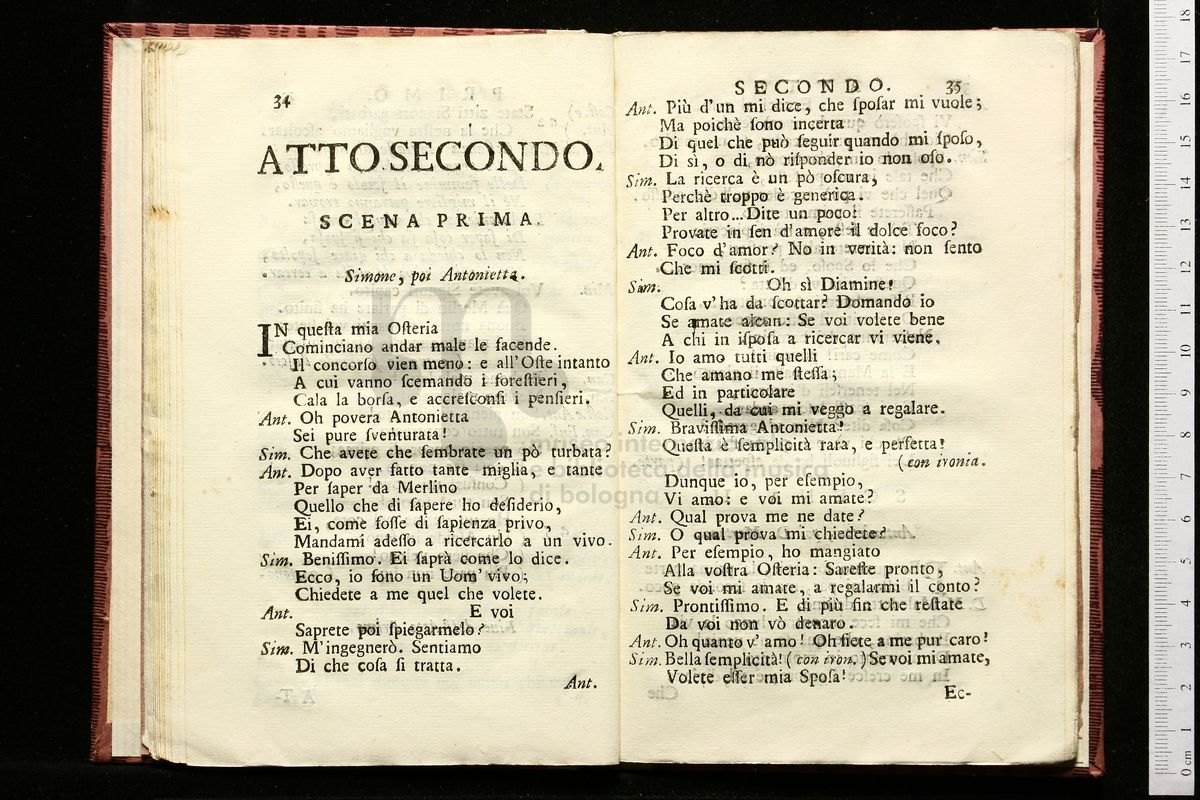 34
ATTO SECONDO.
SCENA PRIMA.
Simone, poi Antonietta.
IN questa mia Osteria
Cominciano andar male le facende.
Il concorso vien meno: e all'Oste intanto
A cui vanno scemando i forestieri,
Cala la borsa, e accresconsi i pensieri.
Ant. Oh povera Antonietta
Sei pure sventurata!
Sim. Che avete che sembrate un pò turbata?
Ant. Dopo aver fatto tante miglia, e tante
Per saper da Merlino
Quello che di sapere ho desiderio,
Ei, come fosse di sapienza privo,
Mandami adesso a ricercarlo a un vivo.
Sim. Benissimo. Ei saprà come lo dice.
Ecco, io sono un Uom' vivo;
Chiedete a me quel che volete.
Ant. E voi
Saprete poi spiegarmelo?
Sim. M'ingegnerò. Sentiamo
Di che cosa si tratta.
Ant.
SECONDO. 35
Ant. Più d'un mi dice, che sposar mi vuole;
Ma poichè sono incerta
Di quel che può seguir quando mi sposo,
Di sì, o di nò risponder io non oso.
Sim. La ricerca è un pò oscura,
Perchè troppo è generica.
Per altro... Dite un poco:
Provate in sen d'amore il dolce foco?
Ant. Foco d'amor? No in verità: non sento
Che mi scotti.
Sim. Oh sì Diamine!
Cosa v'ha da scottar? Domando io
Se amate alcun: Se voi volete bene
A chi in isposa a ricercar vi viene.
Ant. Io amo tutti quelli
Che amano me stessa;
Ed in particolare
Quelli, da cui mi veggo a regalare.
Sim. Bravissima Antonietta!
Questa è semplicità rara, e perfetta!
(con ironia.
Dunque io, per esempio,
Vi amo: e voi mi amate?
Ant. Qual prova me ne date?
Sim. O qual prova mi chiedete?
Ant. Per esempio, ho mangiato
Alla vostra Osteria: Sareste pronto,
Se voi mi amate, a regalarmi il conto?
Sim. Prontissimo. E di più fin che restate
Da voi non vò denaro.
Ant. Oh quanto v' amo! Oh siete a me pur caro!
Sim. Bella semplicità! (con iron.) Se voi mi amate,
Volete esser mia Sposa!
Ec-
museo internazionale
e biblioteca della musica
di bologna